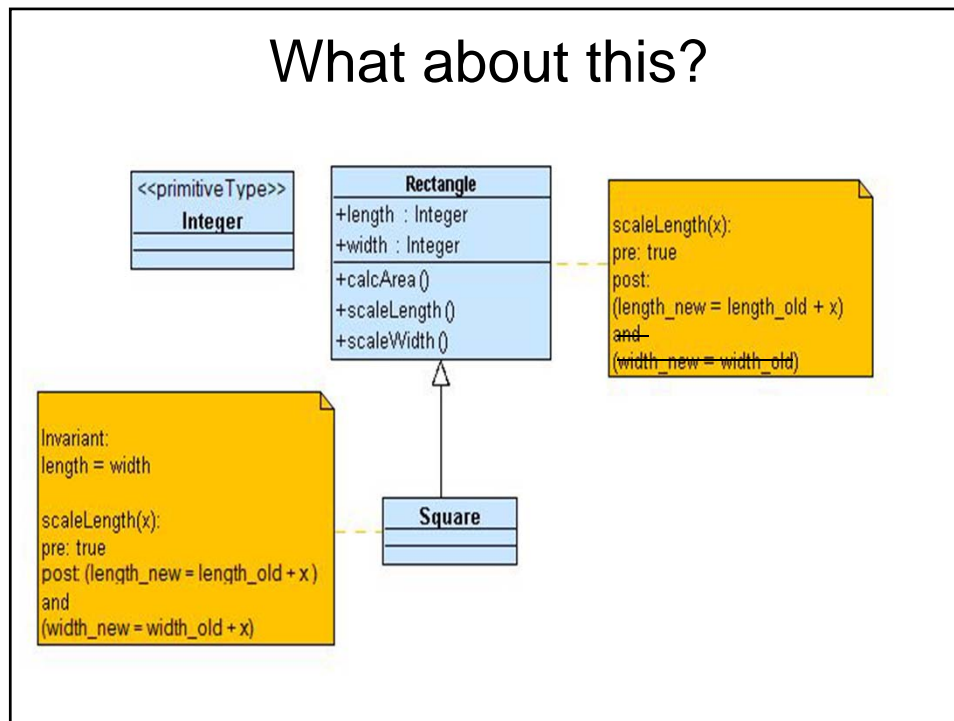 What about this?
<<primitiveType>>
Integer
Rectangle
+length : Integer
+width : Integer
+calcArea ()
+scaleLength ()
+scaleWidth ()
scaleLength(x):
pre: true
post:
(length_new = length_old + x)
and
(width_new = width_old)
Invariant:
length = width
scaleLength(x):
pre: true
post: (length_new = length_old + x )
and
(width_new = width_old + x)
Square